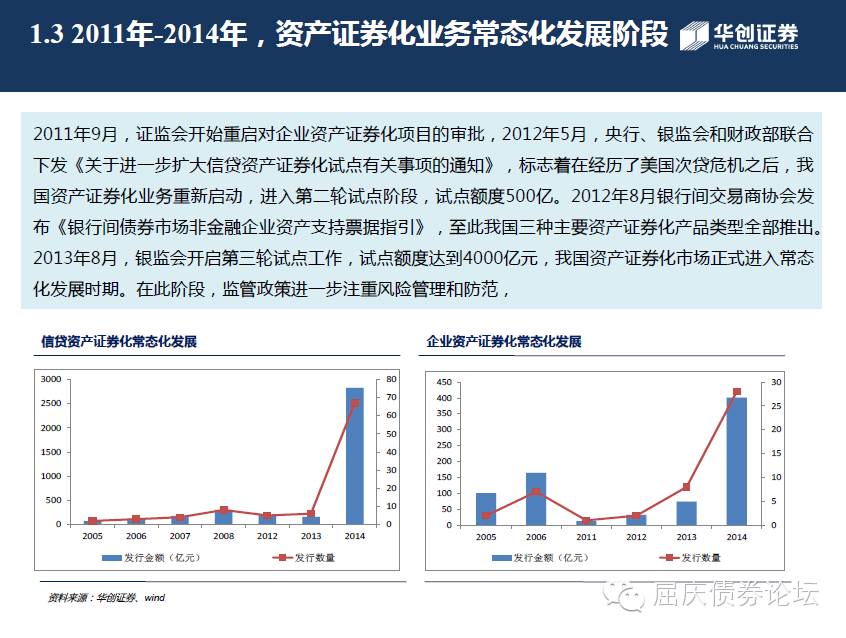 1.3 2011年-2014年，资产证券化业务常态化发展阶段
华创证券
HUA CHUANG SECURITIES
2011年9月，证监会开始重启对企业资产证券化项目的审批，2012年5月，央行、银监会和财政部联合
下发《关于进一步扩大信贷资产证券化试点有关事项的通知》，标志着在经历了美国次贷危机之后，我
国资产证券化业务重新启动，进入第二轮试点阶段，试点额度500亿。2012年8月银行间交易商协会发
布《银行间债券市场非金融企业资产支持票据指引》，至此我国三种主要资产证券化产品类型全部推出。
2013年8月，银监会开启第三轮试点工作，试点额度达到4000亿元，我国资产证券化市场正式进入常态
化发展时期。在此阶段，监管政策进一步注重风险管理和防范，
信贷资产证券化常态化发展
3000
2500
2000
1500
1000
500
0
80
70
60
50
40
30
20
10
0
2005 2006 2007 2008 2012 2013 2014
发行金额（亿元） 发行数量
企业资产证券化常态化发展
450
400
350
300
250
200
150
100
50
0
30
25
20
15
10
5
0
2005 2006 2011 2012 2013 2014
发行金额（亿元） 发行数量
资料来源：华创证券、wind
屈庆债券论坛